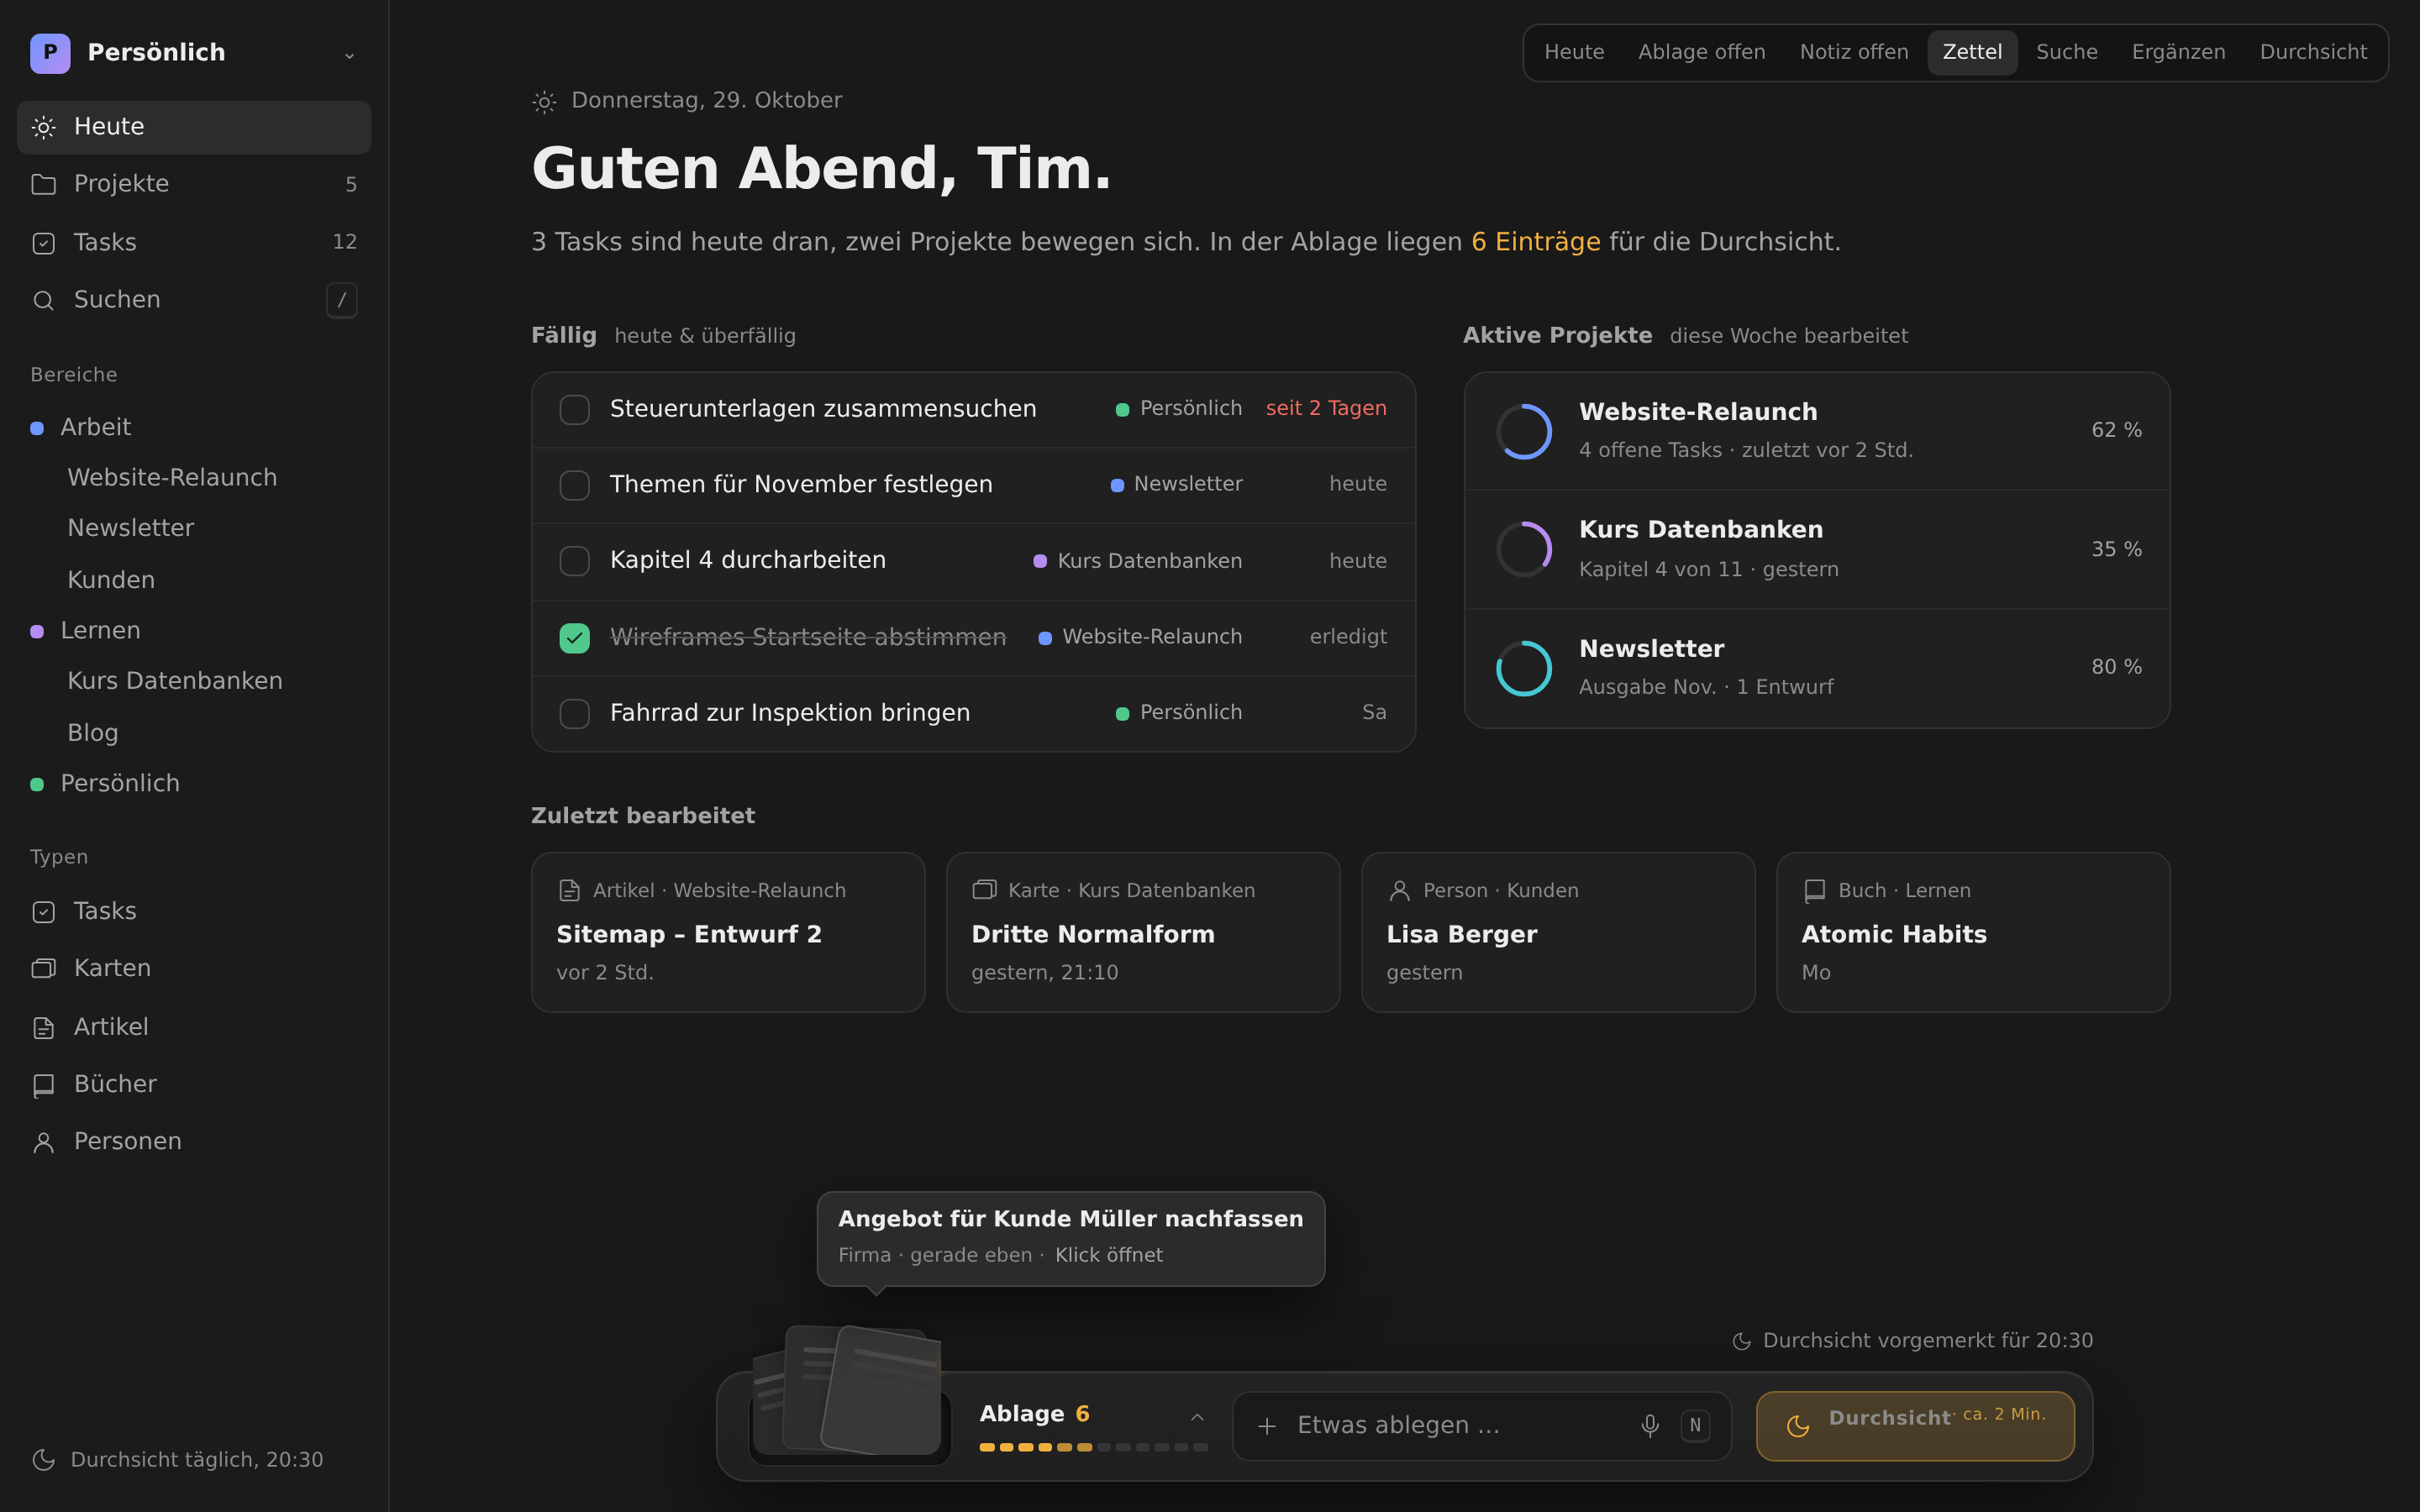 P Persönlich
Heute
Projekte 5
Tasks 12
Suchen /
Bereiche
Arbeit
Website-Relaunch
Newsletter
Kunden
Lernen
Kurs Datenbanken
Blog
Persönlich
Typen
Tasks
Karten
Artikel
Bücher
Personen
Durchsicht täglich, 20:30
Heute Ablage offen Notiz offen Zettel Suche Ergänzen Durchsicht
Donnerstag, 29. Oktober
Guten Abend, Tim.
3 Tasks sind heute dran, zwei Projekte bewegen sich. In der Ablage liegen 6 Einträge für die Durchsicht.
Fällig heute & überfällig
Steuerunterlagen zusammensuchen Persönlich seit 2 Tagen
Themen für November festlegen Newsletter heute
Kapitel 4 durcharbeiten Kurs Datenbanken heute
Wireframes Startseite abstimmen Website-Relaunch erledigt
Fahrrad zur Inspektion bringen Persönlich Sa
Aktive Projekte diese Woche bearbeitet
Website-Relaunch 62 %
4 offene Tasks · zuletzt vor 2 Std.
Kurs Datenbanken 35 %
Kapitel 4 von 11 · gestern
Newsletter 80 %
Ausgabe Nov. · 1 Entwurf
Zuletzt bearbeitet
Artikel · Website-Relaunch
Sitemap – Entwurf 2
vor 2 Std.
Karte · Kurs Datenbanken
Dritte Normalform
gestern, 21:10
Person · Kunden
Lisa Berger
gestern
Buch · Lernen
Atomic Habits
Mo
Angebot für Kunde Müller nachfassen
Firma · gerade eben · Klick öffnet
Durchsicht vorgemerkt für 20:30
Ablage 6
Etwas ablegen … N
Durchsicht · ca. 2 Min.